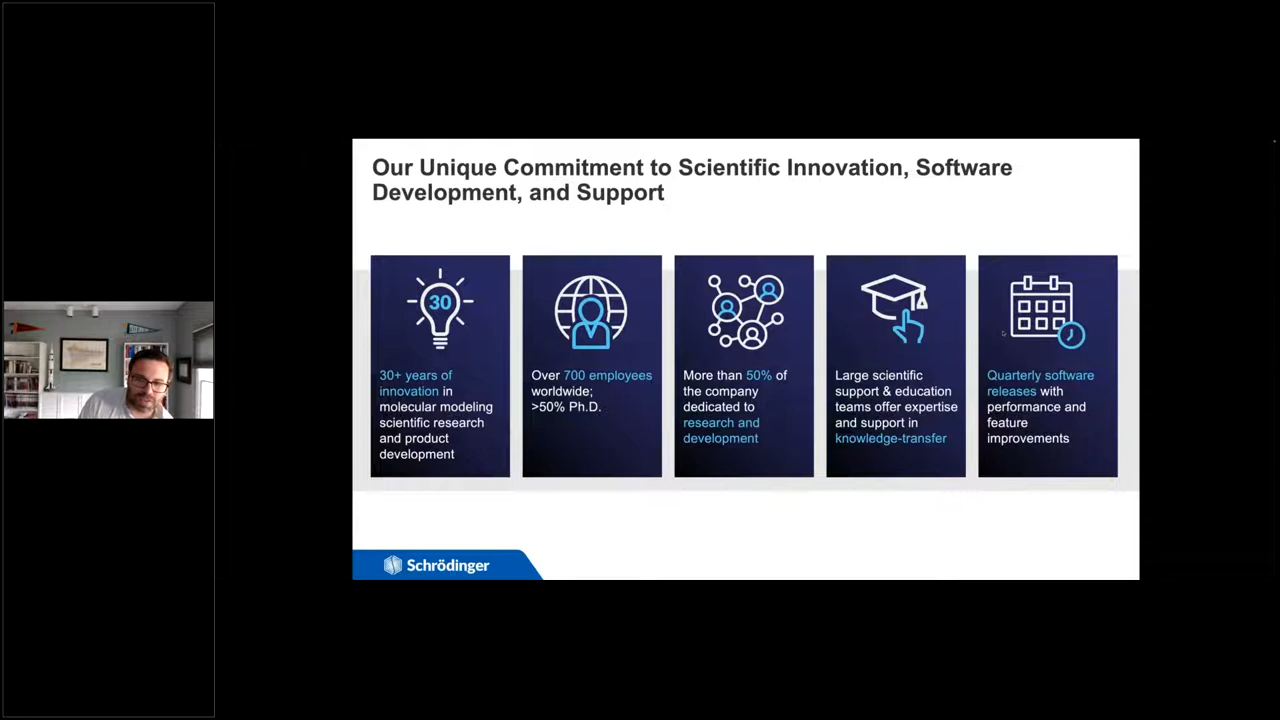 Our Unique Commitment to Scientific Innovation, Software
Development, and Support
30
30+ years of
innovation in
molecular modeling
scientific research
and product
development
Over 700 employees
worldwide;
>50% Ph.D.
More than 50% of
the company
dedicated to
research and
development
Large scientific
support & education
teams offer expertise
and support in
knowledge-transfer
Quarterly software
releases with
performance and
feature
improvements
Schrödinger